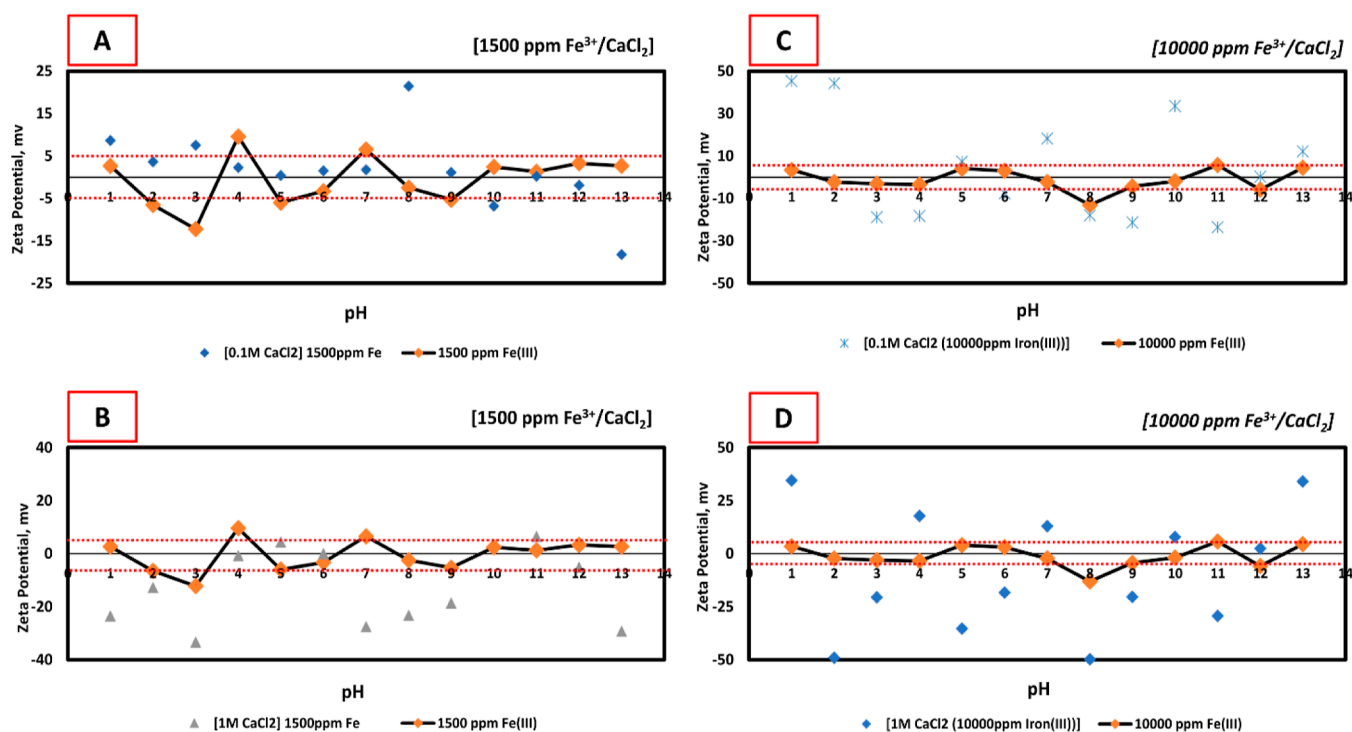 A
[1500 ppm Fe³⁺/CaCl₂]
25
15
5
-5
-15
-25
0 1 2 3 4 5 6 7 8 9 10 11 12 13 14
Zeta Potential, mv
pH
[0.1M CaCl2] 1500ppm Fe
1500 ppm Fe(III)
C
[10000 ppm Fe³⁺/CaCl₂]
50
30
10
-10
-30
-50
0 1 2 3 4 5 6 7 8 9 10 11 12 13 14
Zeta Potential, mv
pH
[0.1M CaCl2 (10000ppm Iron(III))]
10000 ppm Fe(III)
B
[1500 ppm Fe³⁺/CaCl₂]
40
20
0
-20
-40
0 1 2 3 4 5 6 7 8 9 10 11 12 13 14
Zeta Potential, mv
pH
[1M CaCl2] 1500ppm Fe
1500 ppm Fe(III)
D
[10000 ppm Fe³⁺/CaCl₂]
50
25
0
-25
-50
0 1 2 3 4 5 6 7 8 9 10 11 12 13 14
Zeta Potential, mv
pH
[1M CaCl2 (10000ppm Iron(III))]
10000 ppm Fe(III)